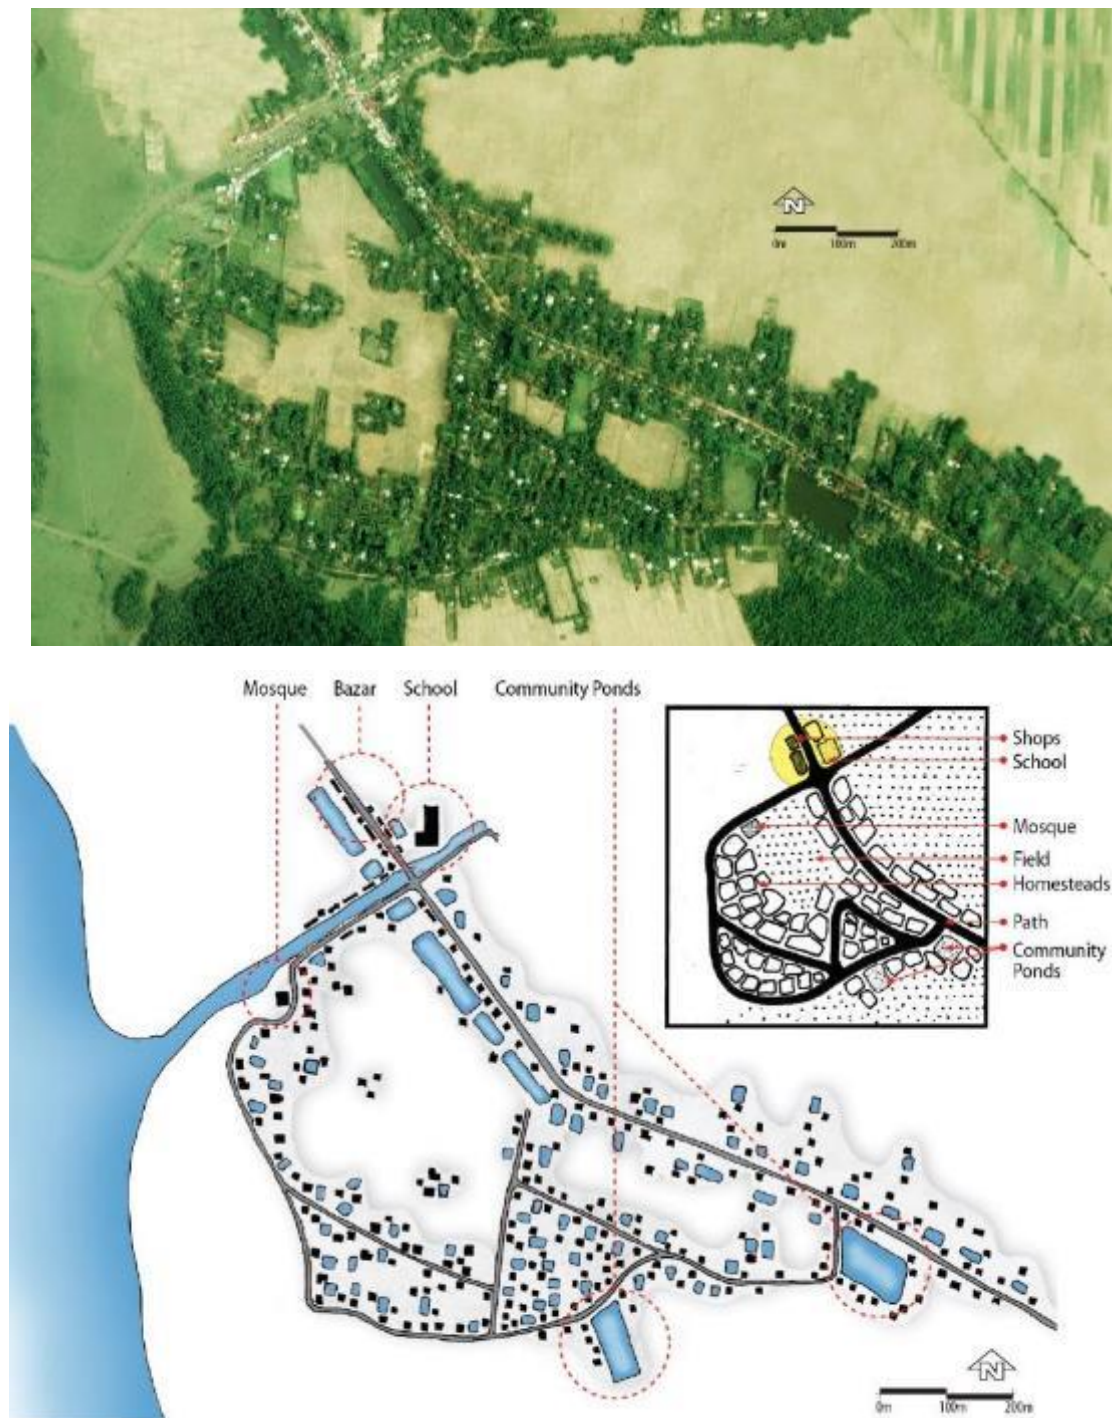 N
0m 100m 200m
Mosque Bazar School Community Ponds
Shops
School
Mosque
Field
Homesteads
Path
Community
Ponds
N
0m 100m 200m